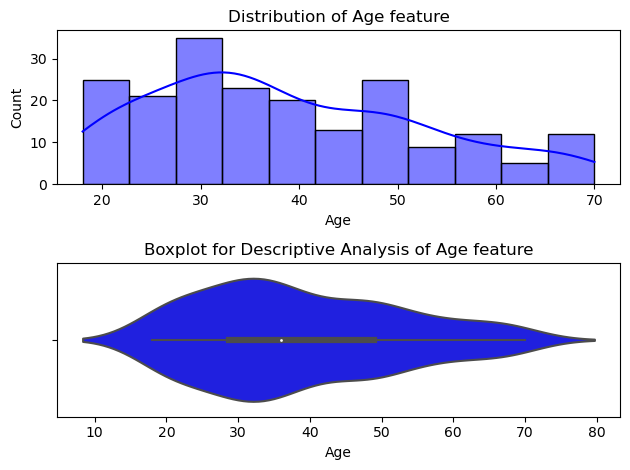 Distribution of Age feature
30
20
10
0
Count
20 30 40 50 60 70
Age
Boxplot for Descriptive Analysis of Age feature
10 20 30 40 50 60 70 80
Age